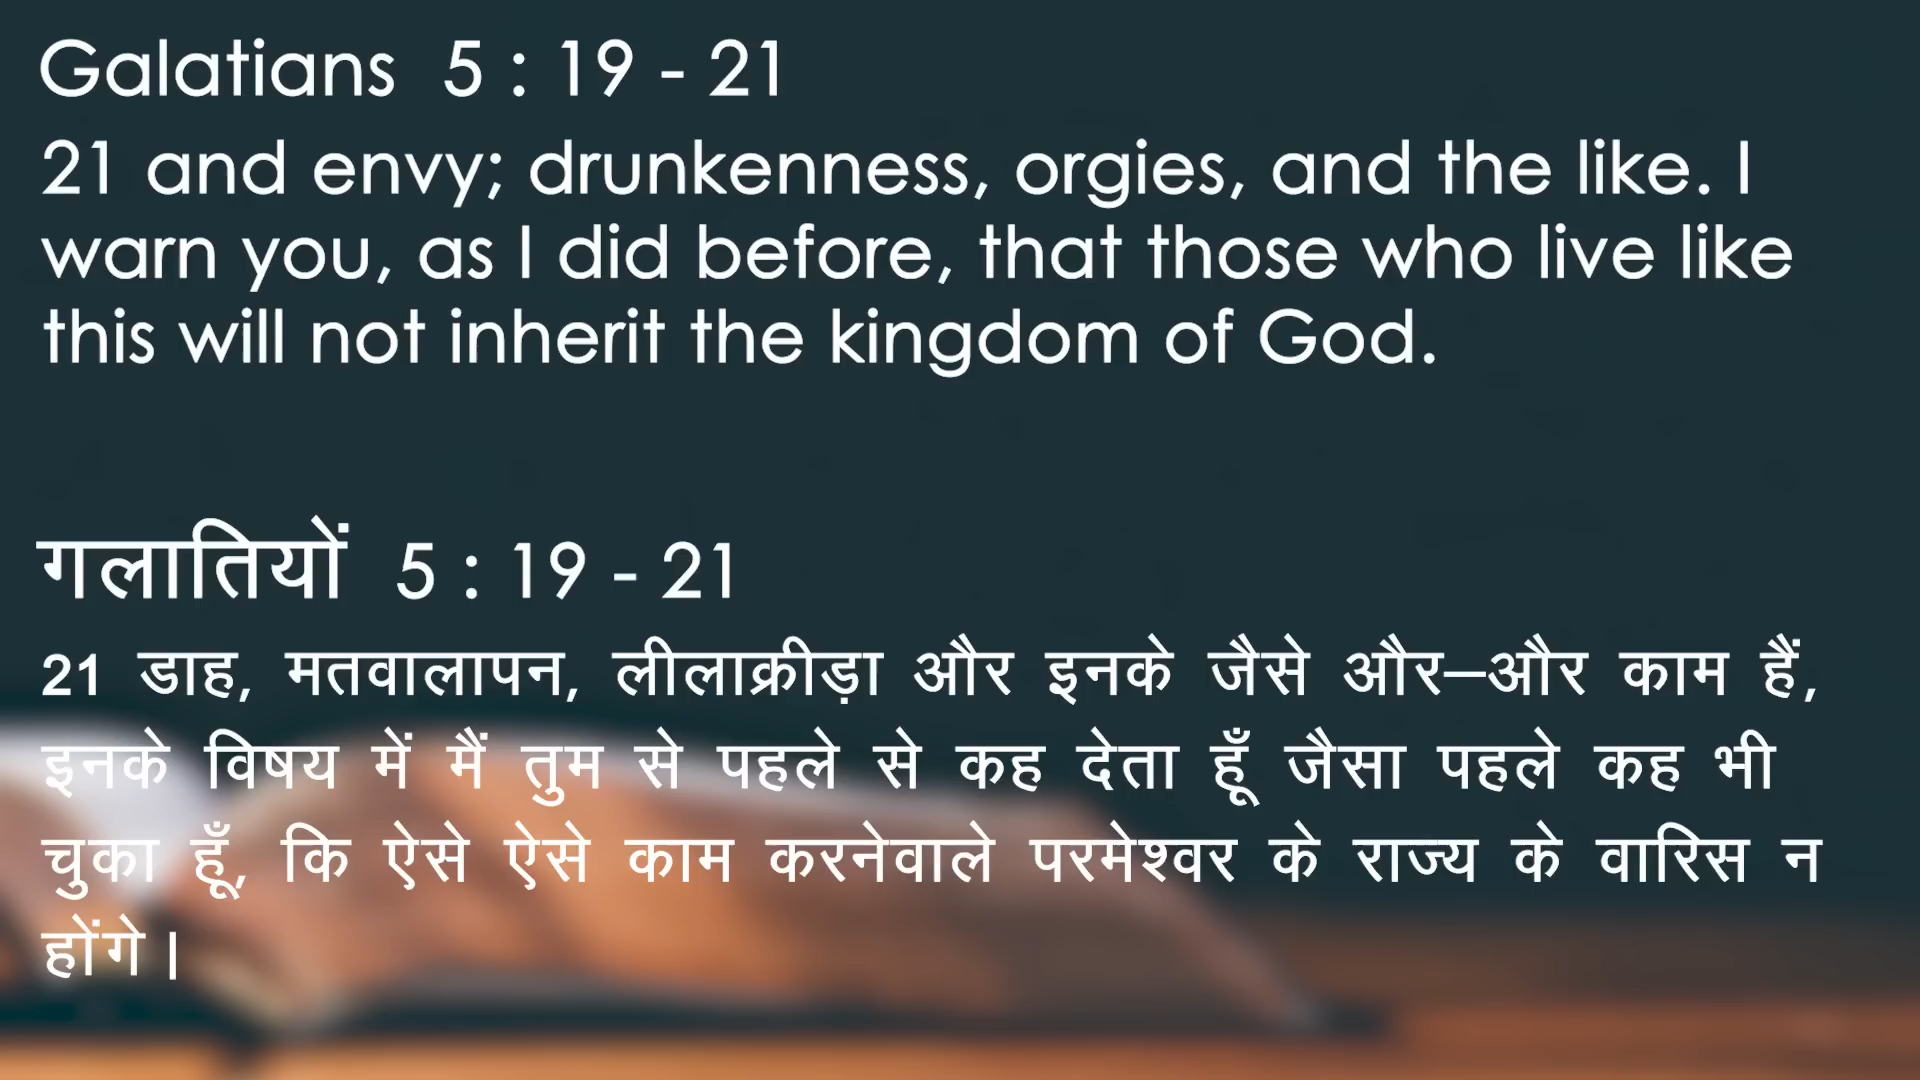 Galatians 5 : 19 - 21
21 and envy; drunkenness, orgies, and the like. I
warn you, as I did before, that those who live like
this will not inherit the kingdom of God.
गलातियों 5 : 19 - 21
21 डाह, मतवालापन, लीलाक्रीड़ा और इनके जैसे और–और काम हैं,
इनके विषय में मैं तुम से पहले से कह देता हूँ जैसा पहले कह भी
चुका हूँ, कि ऐसे ऐसे काम करनेवाले परमेश्वर के राज्य के वारिस न
होंगे।